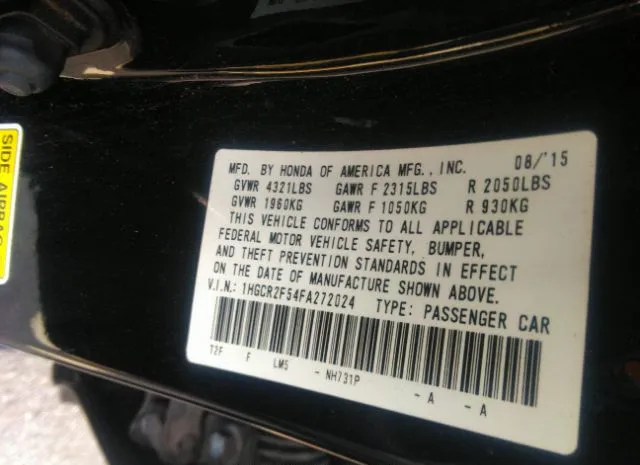 SIDE AIRBAG
MFD. BY HONDA OF AMERICA MFG., INC. 08/'15
GVWR 4321LBS GAWR F 2315LBS R 2050LBS
GVWR 1960KG GAWR F 1050KG R 930KG
THIS VEHICLE CONFORMS TO ALL APPLICABLE
FEDERAL MOTOR VEHICLE SAFETY, BUMPER,
AND THEFT PREVENTION STANDARDS IN EFFECT
ON THE DATE OF MANUFACTURE SHOWN ABOVE.
V.I.N.: 1HGCR2F54FA272024 TYPE: PASSENGER CAR
T2F F LM5 - NH731P - A - A